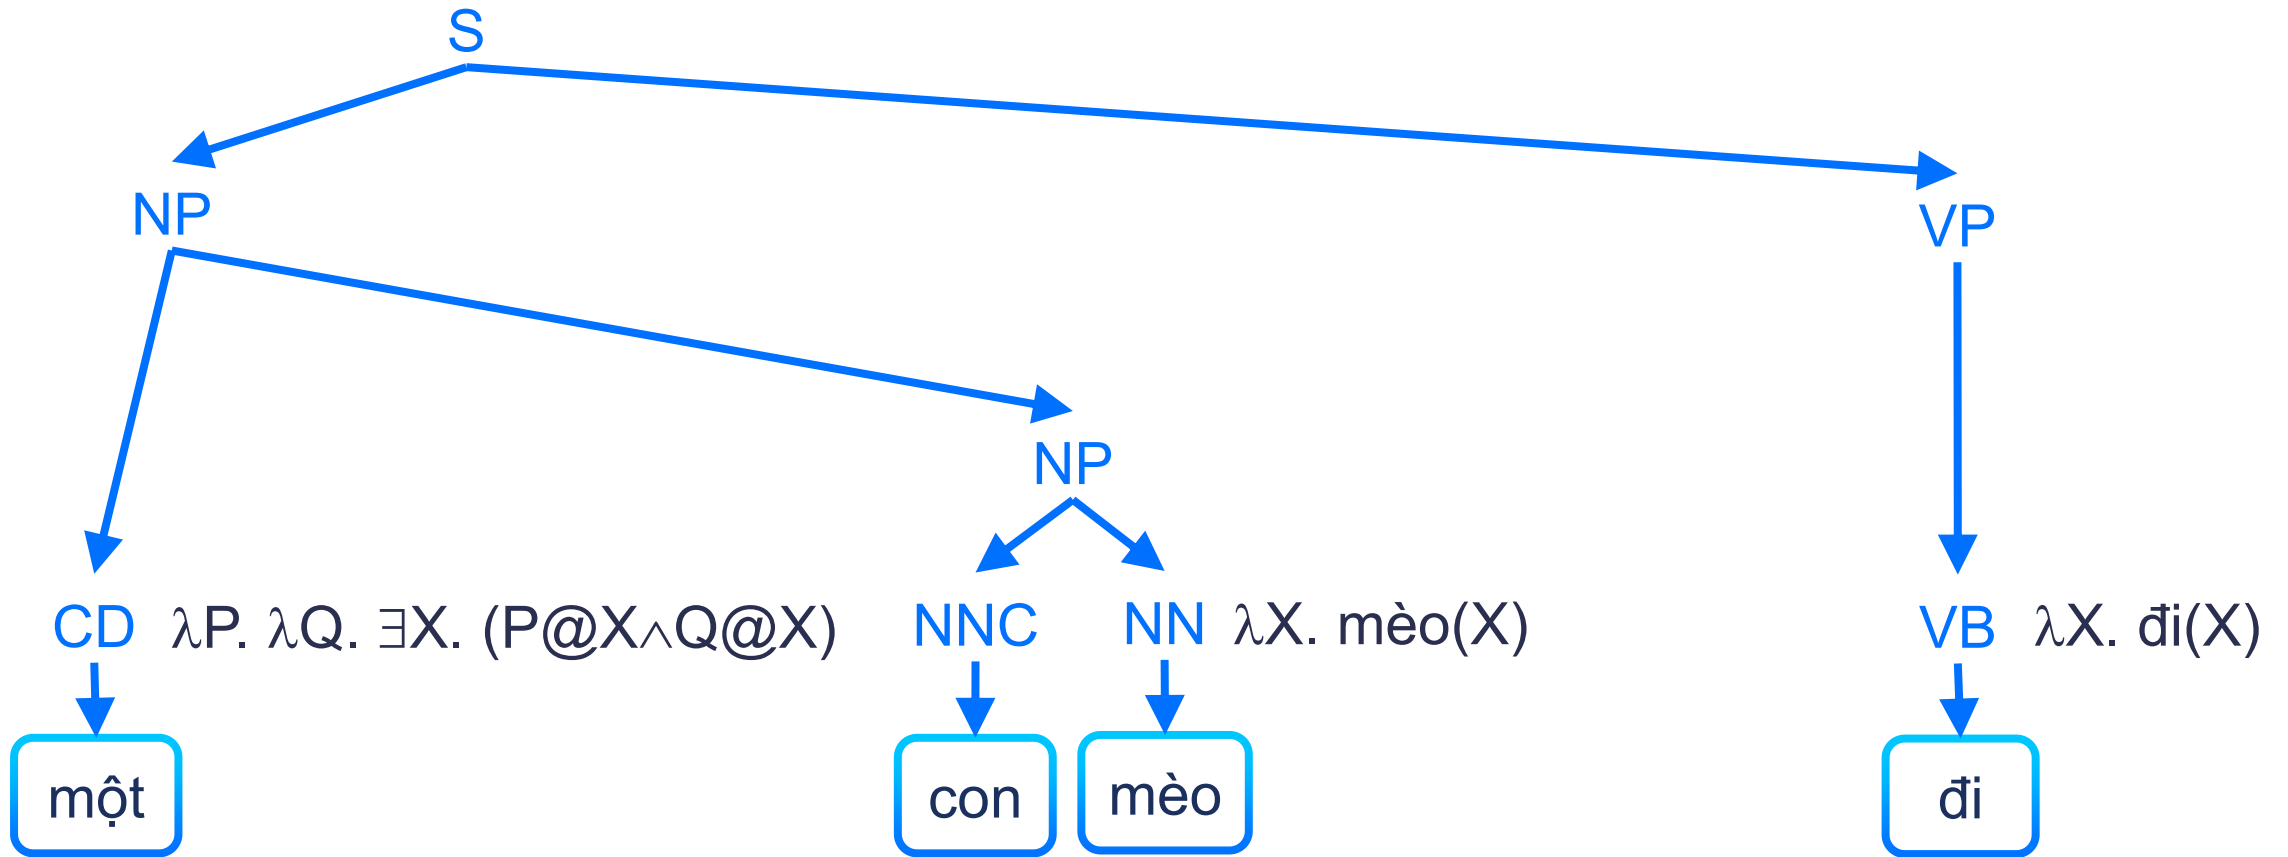 S
NP VP
NP
CD λP. λQ. ∃X. (P@X∧Q@X) NNC NN λX. mèo(X) VB λX. đi(X)
một con mèo đi